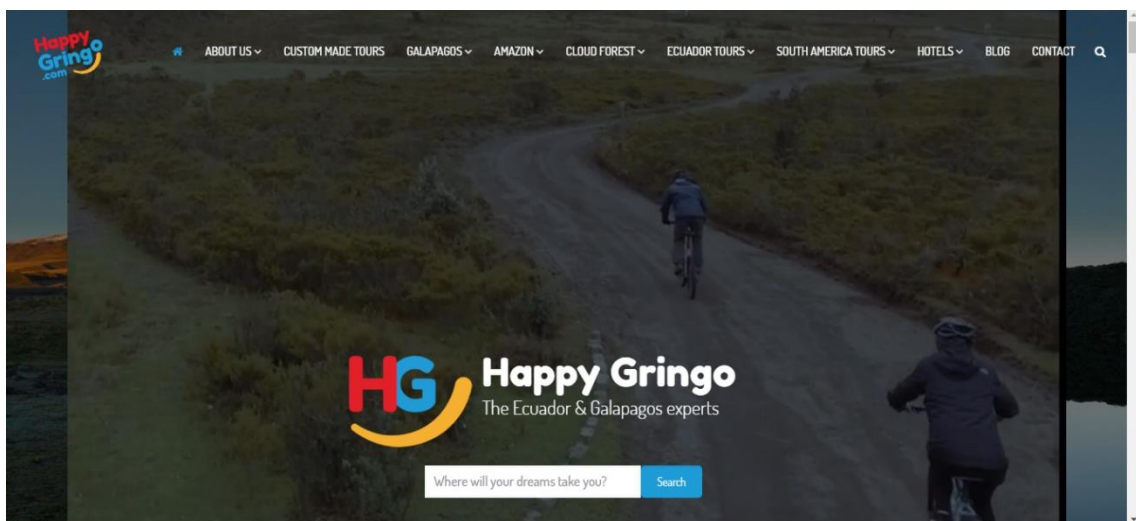 Happy
Gringo
.com
ABOUT US CUSTOM MADE TOURS GALAPAGOS AMAZON CLOUD FOREST ECUADOR TOURS SOUTH AMERICA TOURS HOTELS BLOG CONTACT
HG Happy Gringo
The Ecuador & Galapagos experts
Where will your dreams take you? Search